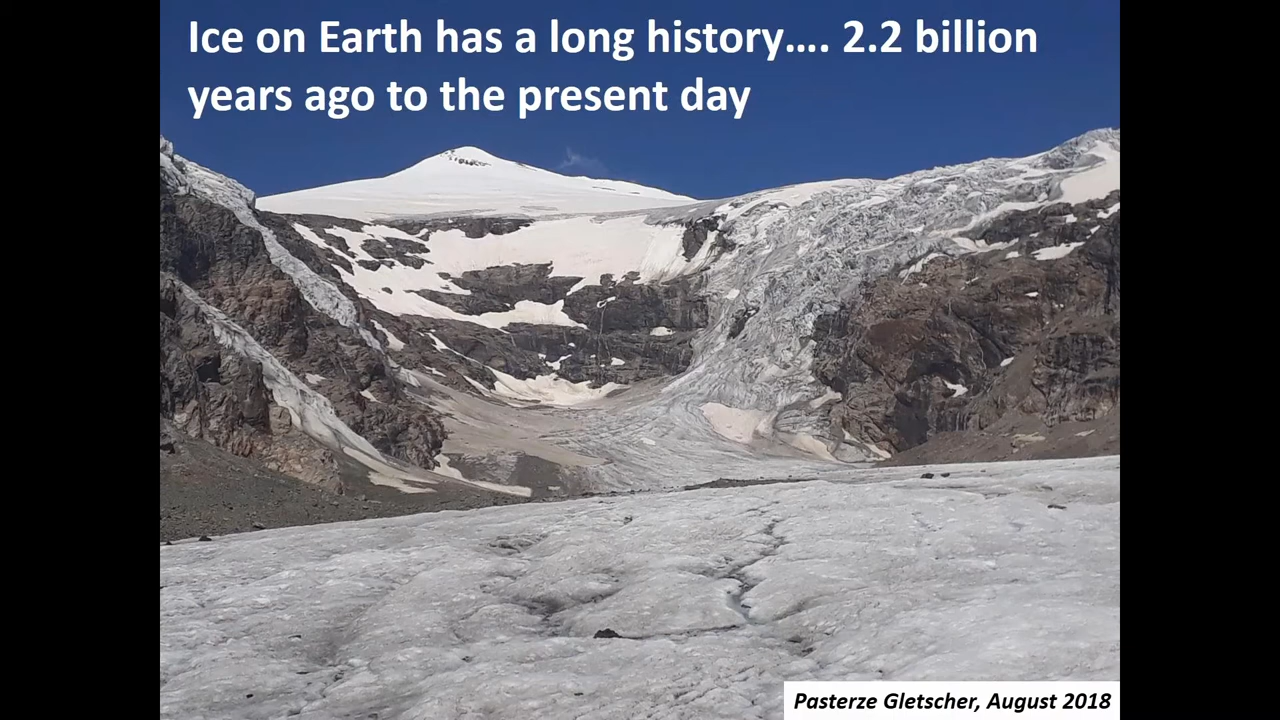 Ice on Earth has a long history…. 2.2 billion
years ago to the present day
Pasterze Gletscher, August 2018